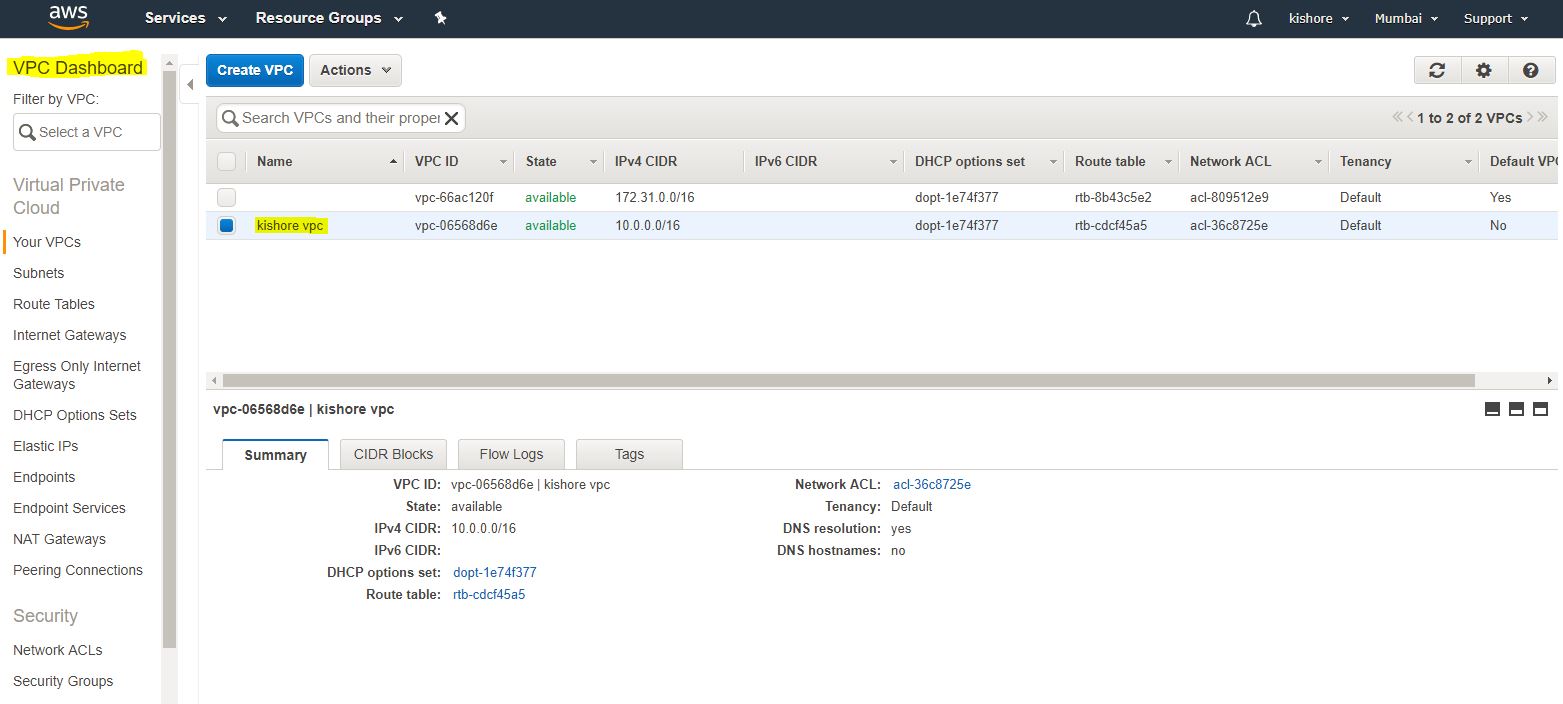 aws Services Resource Groups kishore Mumbai Support
VPC Dashboard
Filter by VPC:
Select a VPC
Virtual Private
Cloud
Your VPCs
Subnets
Route Tables
Internet Gateways
Egress Only Internet
Gateways
DHCP Options Sets
Elastic IPs
Endpoints
Endpoint Services
NAT Gateways
Peering Connections
Security
Network ACLs
Security Groups
Create VPC Actions
Search VPCs and their proper 1 to 2 of 2 VPCs
Name VPC ID State IPv4 CIDR IPv6 CIDR DHCP options set Route table Network ACL Tenancy Default VPC
vpc-66ac120f available 172.31.0.0/16 dopt-1e74f377 rtb-8b43c5e2 acl-809512e9 Default Yes
kishore vpc vpc-06568d6e available 10.0.0.0/16 dopt-1e74f377 rtb-cdcf45a5 acl-36c8725e Default No
vpc-06568d6e | kishore vpc
Summary CIDR Blocks Flow Logs Tags
VPC ID: vpc-06568d6e | kishore vpc
State: available
IPv4 CIDR: 10.0.0.0/16
IPv6 CIDR:
DHCP options set: dopt-1e74f377
Route table: rtb-cdcf45a5
Network ACL: acl-36c8725e
Tenancy: Default
DNS resolution: yes
DNS hostnames: no